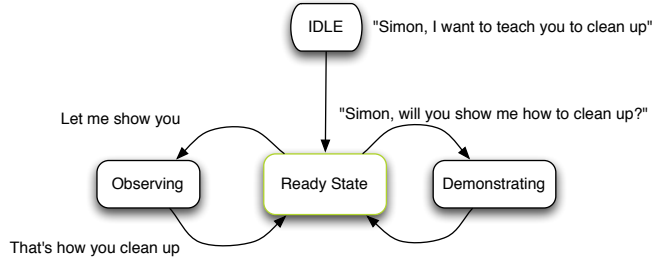 IDLE
"Simon, I want to teach you to clean up"
Let me show you
"Simon, will you show me how to clean up?"
Observing
Ready State
Demonstrating
That's how you clean up